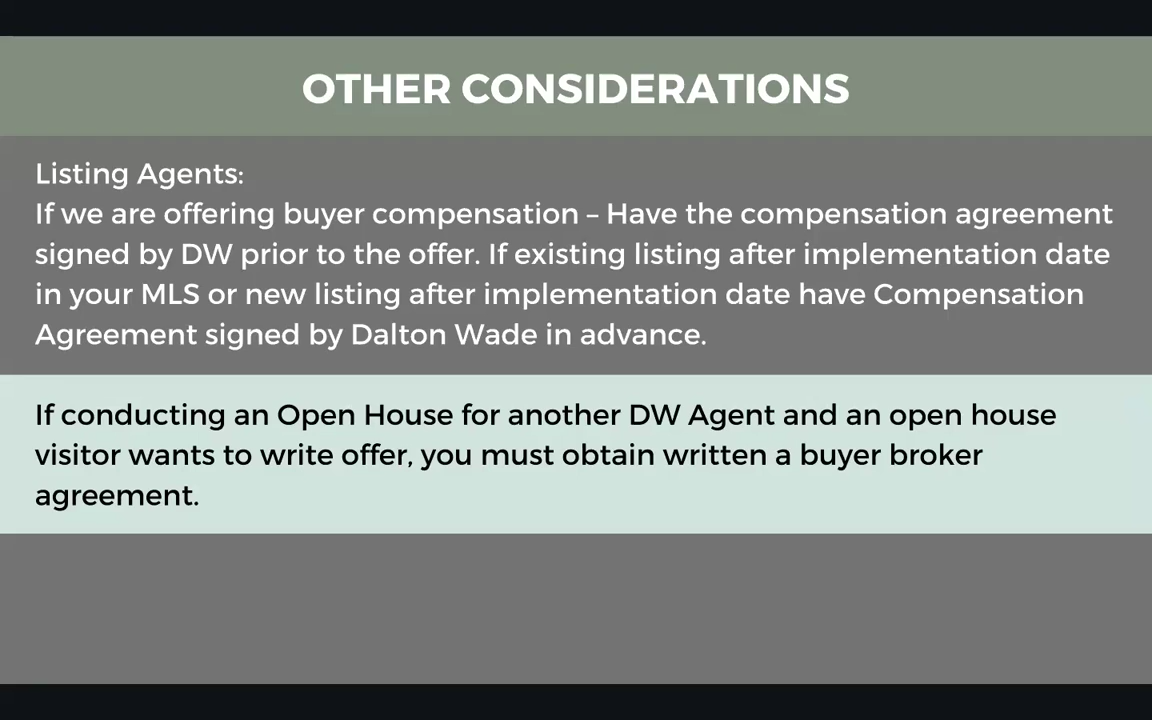 OTHER CONSIDERATIONS
Listing Agents:
If we are offering buyer compensation – Have the compensation agreement
signed by DW prior to the offer. If existing listing after implementation date
in your MLS or new listing after implementation date have Compensation
Agreement signed by Dalton Wade in advance.
If conducting an Open House for another DW Agent and an open house
visitor wants to write offer, you must obtain written a buyer broker
agreement.